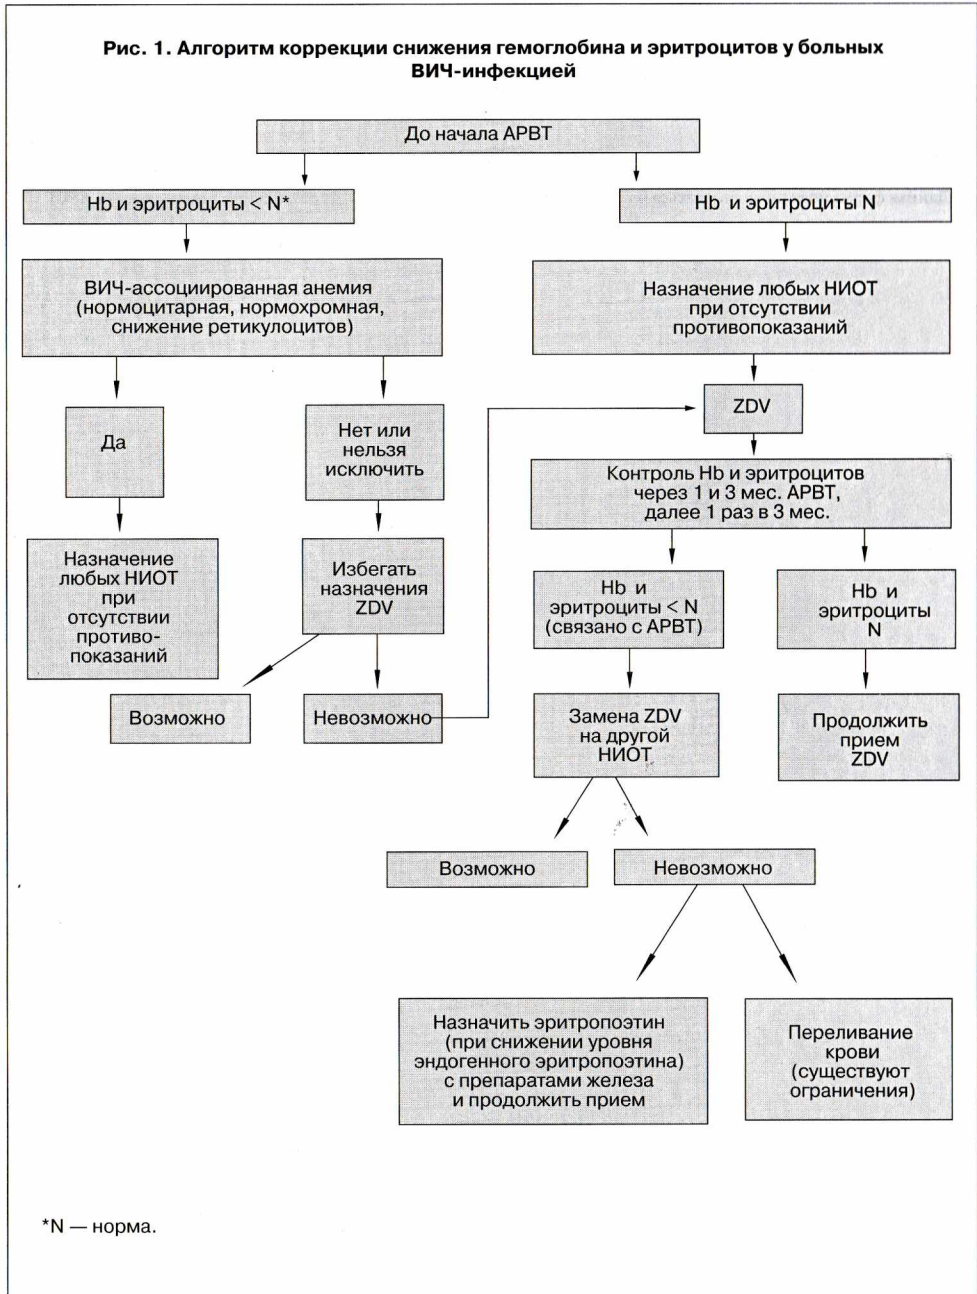 Рис. 1. Алгоритм коррекции снижения гемоглобина и эритроцитов у больных
ВИЧ-инфекцией
До начала АРВТ
Hb и эритроциты < N*
Hb и эритроциты N
ВИЧ-ассоциированная анемия
(нормоцитарная, нормохромная,
снижение ретикулоцитов)
Назначение любых НИОТ
при отсутствии
противопоказаний
Да
Нет или
нельзя
исключить
ZDV
Контроль Hb и эритроцитов
через 1 и 3 мес. АРВТ,
далее 1 раз в 3 мес.
Назначение
любых НИОТ
при
отсутствии
противо-
показаний
Избегать
назначения
ZDV
Hb и
эритроциты < N
(связано с АРВТ)
Hb и
эритроциты
N
Возможно
Невозможно
Замена ZDV
на другой
НИОТ
Продолжить
прием
ZDV
Возможно
Невозможно
Назначить эритропоэтин
(при снижении уровня
эндогенного эритропоэтина)
с препаратами железа
и продолжить прием
Переливание
крови
(существуют
ограничения)
*N — норма.